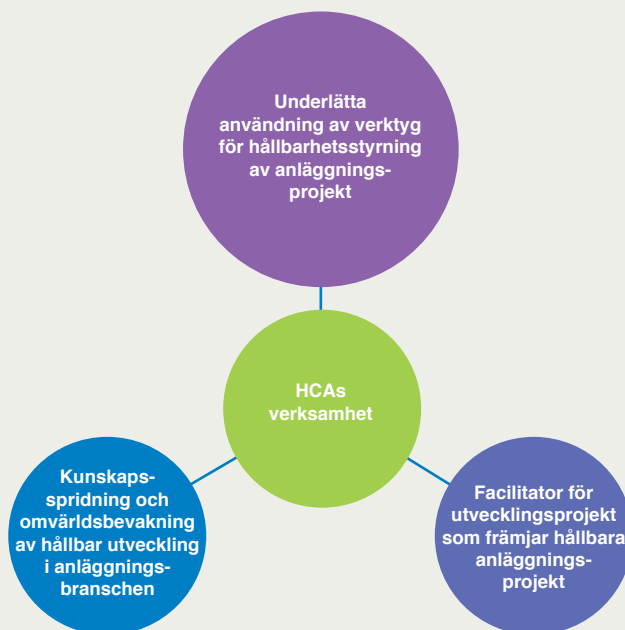 Underlätta
användning av verktyg
för hållbarhetsstyrning
av anläggnings-
projekt
HCAs
verksamhet
Kunskaps-
spridning och
omvärldsbevakning
av hållbar utveckling
i anläggnings-
branschen
Facilitator för
utvecklingsprojekt
som främjar hållbara
anläggnings-
projekt